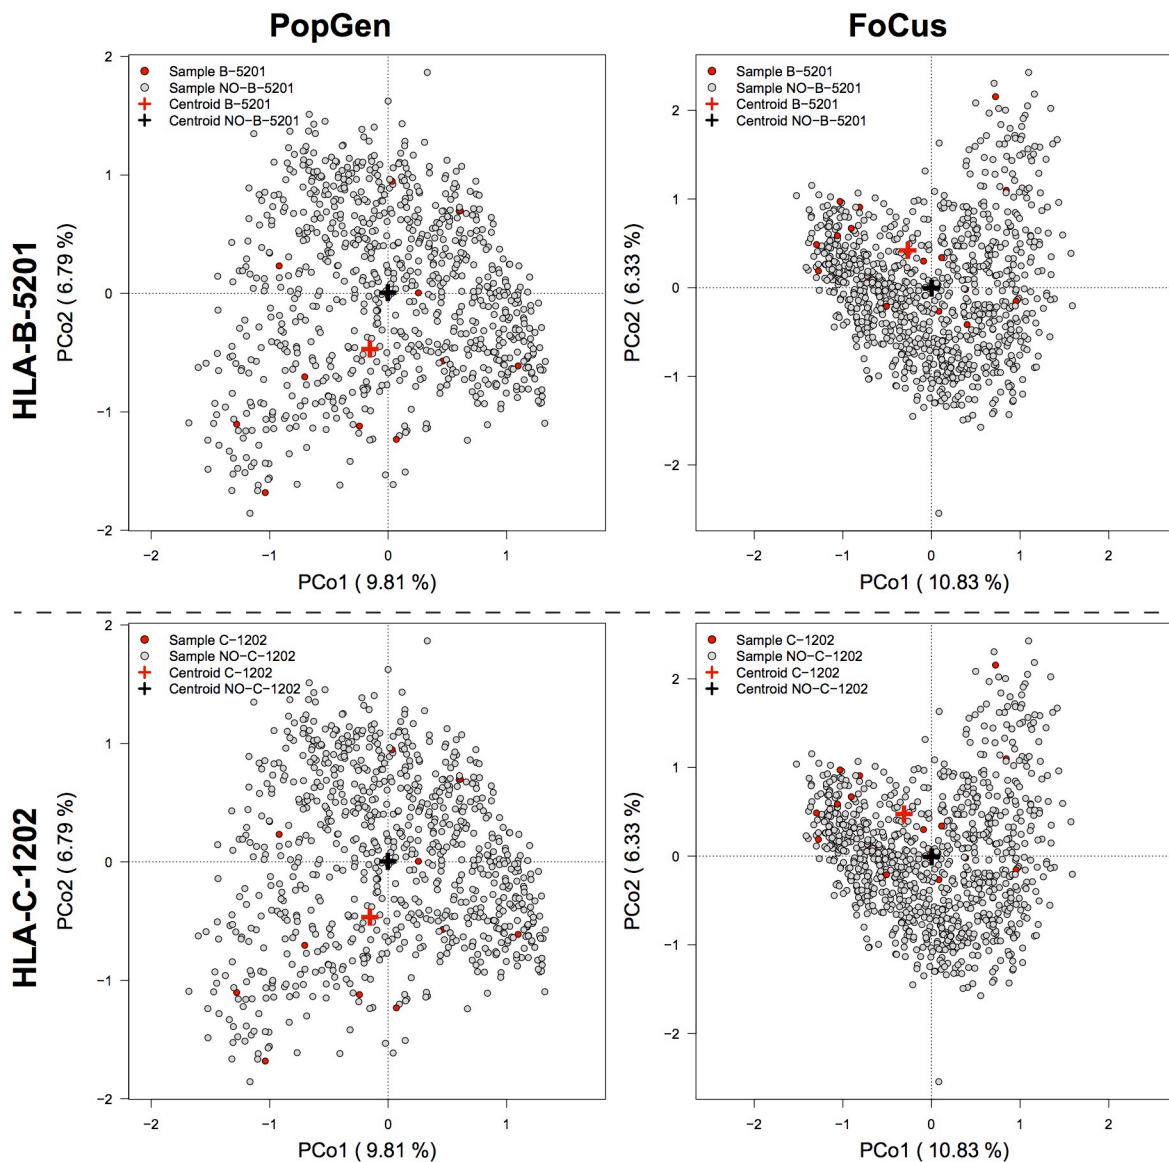 PopGen
FoCus
HLA-B-5201
Sample B−5201
Sample NO−B−5201
Centroid B−5201
Centroid NO−B−5201
PCo2 ( 6.79 %)
2
1
0
−1
−2
−2
−1
0
1
PCo1 ( 9.81 %)
Sample B−5201
Sample NO−B−5201
Centroid B−5201
Centroid NO−B−5201
PCo2 ( 6.33 %)
2
1
0
−1
−2
−2
−1
0
1
2
PCo1 ( 10.83 %)
HLA-C-1202
Sample C−1202
Sample NO−C−1202
Centroid C−1202
Centroid NO−C−1202
PCo2 ( 6.79 %)
2
1
0
−1
−2
−2
−1
0
1
PCo1 ( 9.81 %)
Sample C−1202
Sample NO−C−1202
Centroid C−1202
Centroid NO−C−1202
PCo2 ( 6.33 %)
2
1
0
−1
−2
−2
−1
0
1
2
PCo1 ( 10.83 %)